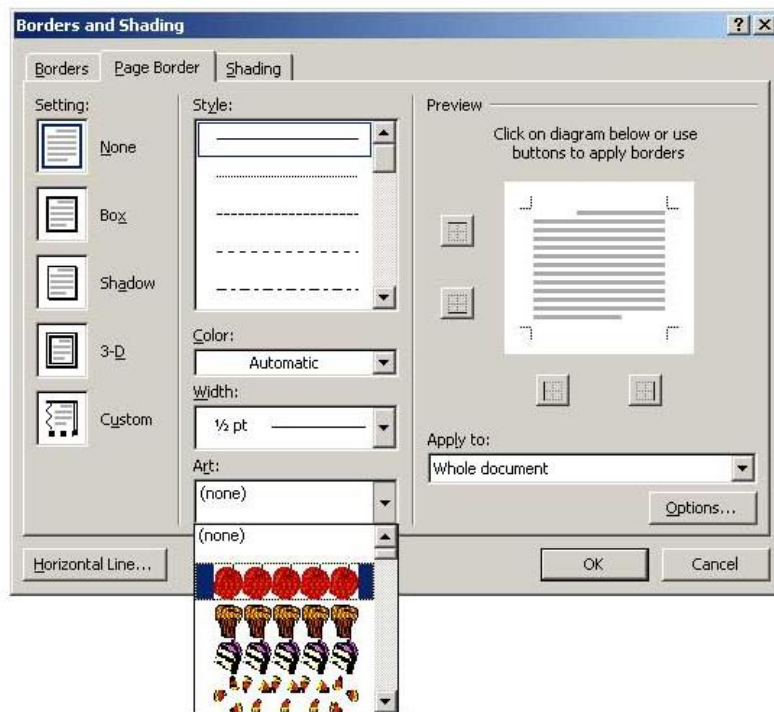 Borders and Shading
Borders
Page Border
Shading
Setting:
None
Box
Shadow
3-D
Custom
Style:
Color:
Automatic
Width:
½ pt
Art:
(none)
(none)
Preview
Click on diagram below or use
buttons to apply borders
Apply to:
Whole document
Options...
Horizontal Line...
OK
Cancel